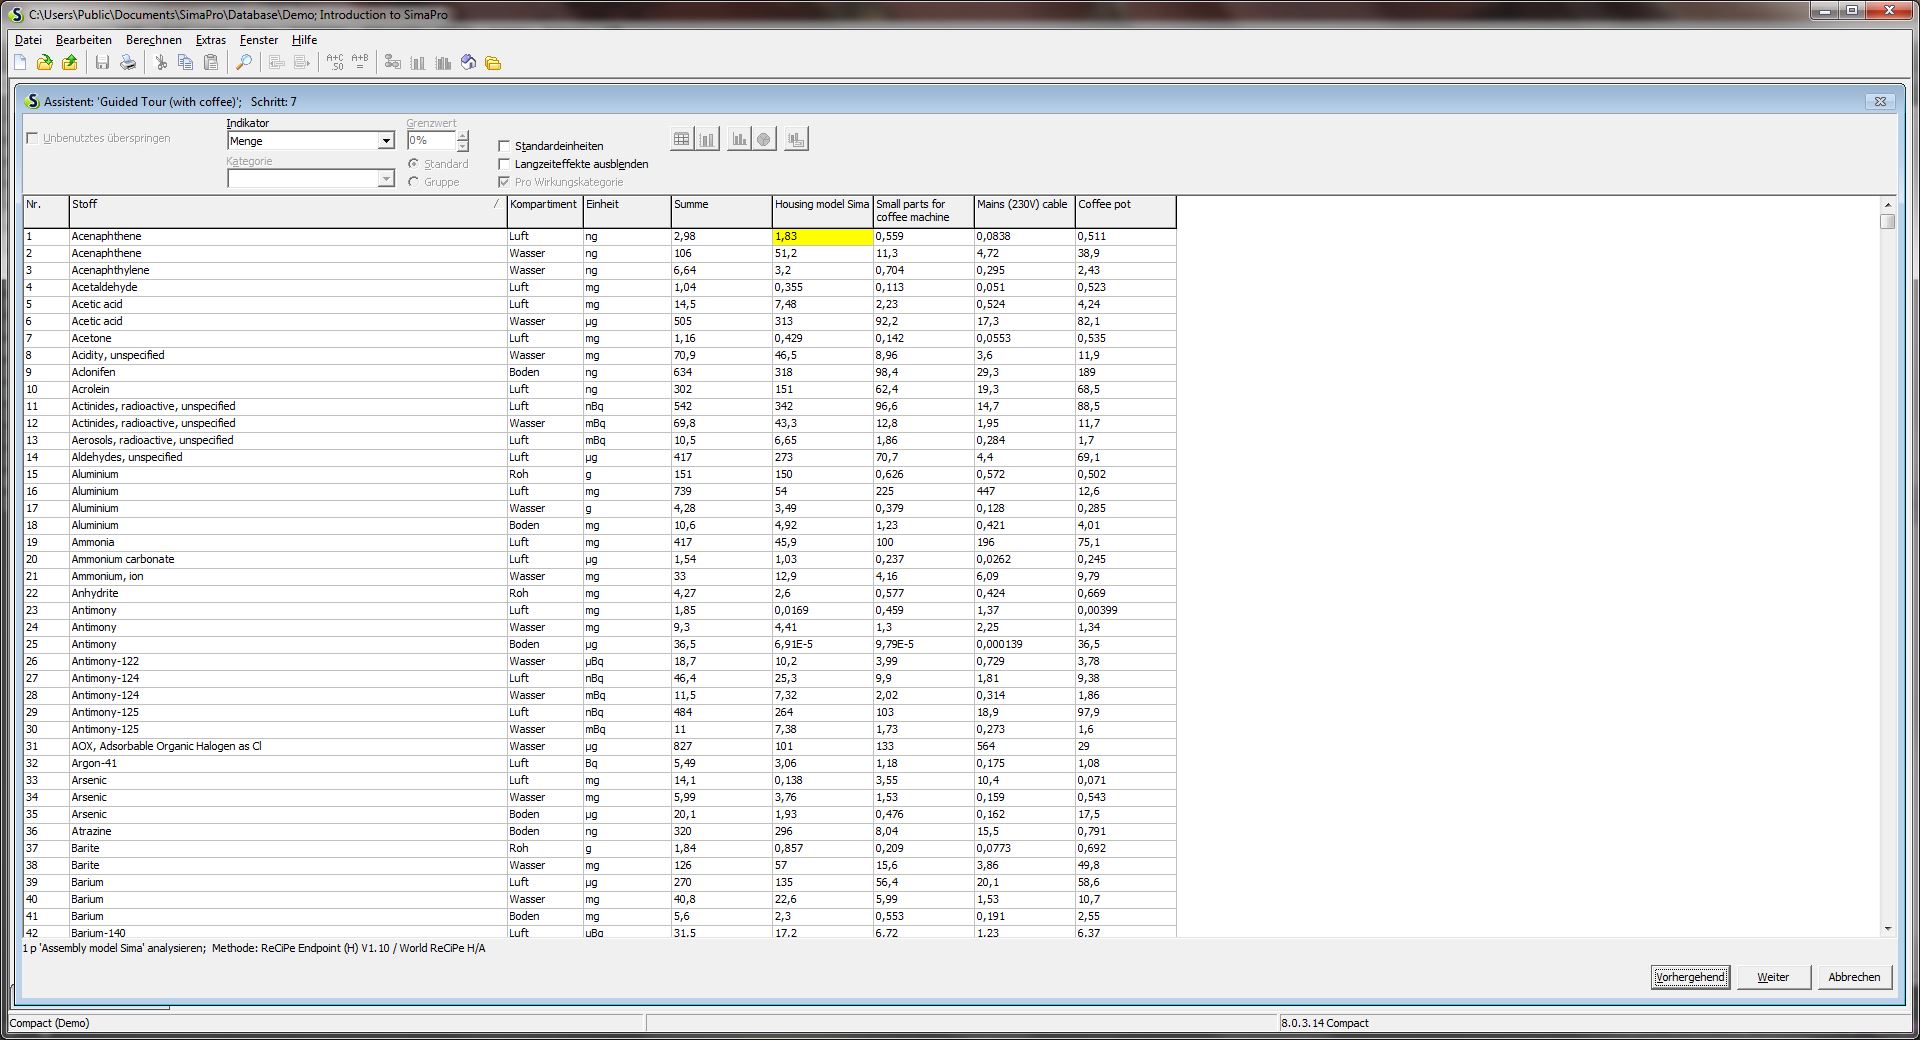 C:\Users\Public\Documents\SimaPro\Database\Demo; Introduction to SimaPro
Datei Bearbeiten Berechnen Extras Fenster Hilfe
A+C .50 A+B =
Assistent: 'Guided Tour (with coffee)'; Schritt: 7
Unbenutztes überspringen
Indikator
Menge
Kategorie
Grenzwert
0%
Standard
Gruppe
Standardeinheiten
Langzeiteffekte ausblenden
Pro Wirkungskategorie
Nr. Stoff Kompartiment Einheit Summe Housing model Sima Small parts for coffee machine Mains (230V) cable Coffee pot
1 Acenaphthene Luft ng 2,98 1,83 0,559 0,0838 0,511
2 Acenaphthene Wasser ng 106 51,2 11,3 4,72 38,9
3 Acenaphthylene Wasser ng 6,64 3,2 0,704 0,295 2,43
4 Acetaldehyde Luft mg 1,04 0,355 0,113 0,051 0,523
5 Acetic acid Luft mg 14,5 7,48 2,23 0,524 4,24
6 Acetic acid Wasser µg 505 313 92,2 17,3 82,1
7 Acetone Luft mg 1,16 0,429 0,142 0,0553 0,535
8 Acidity, unspecified Wasser mg 70,9 46,5 8,96 3,6 11,9
9 Aclonifen Boden ng 634 318 98,4 29,3 189
10 Acrolein Luft ng 302 151 62,4 19,3 68,5
11 Actinides, radioactive, unspecified Luft nBq 542 342 96,6 14,7 88,5
12 Actinides, radioactive, unspecified Wasser mBq 69,8 43,3 12,8 1,95 11,7
13 Aerosols, radioactive, unspecified Luft mBq 10,5 6,65 1,86 0,284 1,7
14 Aldehydes, unspecified Luft µg 417 273 70,7 4,4 69,1
15 Aluminium Roh g 151 150 0,626 0,572 0,502
16 Aluminium Luft mg 739 54 225 447 12,6
17 Aluminium Wasser g 4,28 3,49 0,379 0,128 0,285
18 Aluminium Boden mg 10,6 4,92 1,23 0,421 4,01
19 Ammonia Luft mg 417 45,9 100 196 75,1
20 Ammonium carbonate Luft µg 1,54 1,03 0,237 0,0262 0,245
21 Ammonium, ion Wasser mg 33 12,9 4,16 6,09 9,79
22 Anhydrite Roh mg 4,27 2,6 0,577 0,424 0,669
23 Antimony Luft mg 1,85 0,0169 0,459 1,37 0,00399
24 Antimony Wasser mg 9,3 4,41 1,3 2,25 1,34
25 Antimony Boden µg 36,5 6,91E-5 9,79E-5 0,000139 36,5
26 Antimony-122 Wasser µBq 18,7 10,2 3,99 0,729 3,78
27 Antimony-124 Luft nBq 46,4 25,3 9,9 1,81 9,38
28 Antimony-124 Wasser mBq 11,5 7,32 2,02 0,314 1,86
29 Antimony-125 Luft nBq 484 264 103 18,9 97,9
30 Antimony-125 Wasser mBq 11 7,38 1,73 0,273 1,6
31 AOX, Adsorbable Organic Halogen as Cl Wasser µg 827 101 133 564 29
32 Argon-41 Luft Bq 5,49 3,06 1,18 0,175 1,08
33 Arsenic Luft mg 14,1 0,138 3,55 10,4 0,071
34 Arsenic Wasser mg 5,99 3,76 1,53 0,159 0,543
35 Arsenic Boden µg 20,1 1,93 0,476 0,162 17,5
36 Atrazine Boden ng 320 296 8,04 15,5 0,791
37 Barite Roh g 1,84 0,857 0,209 0,0773 0,692
38 Barite Wasser mg 126 57 15,6 3,86 49,8
39 Barium Luft µg 270 135 56,4 20,1 58,6
40 Barium Wasser mg 40,8 22,6 5,99 1,53 10,7
41 Barium Boden mg 5,6 2,3 0,553 0,191 2,55
42 Barium-140 Luft µBq 31,5 17,2 6,72 1,23 6,37
1 p 'Assembly model Sima' analysieren; Methode: ReCiPe Endpoint (H) V1.10 / World ReCiPe H/A
Vorhergehend Weiter Abbrechen
Compact (Demo) 8.0.3.14 Compact